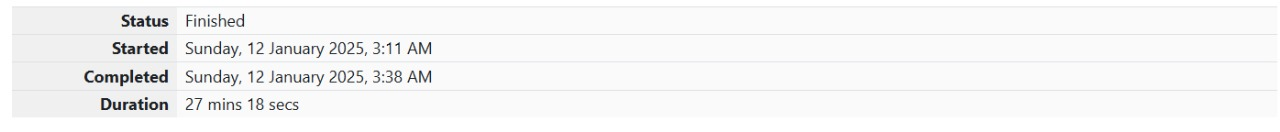 Status Finished
Started Sunday, 12 January 2025, 3:11 AM
Completed Sunday, 12 January 2025, 3:38 AM
Duration 27 mins 18 secs